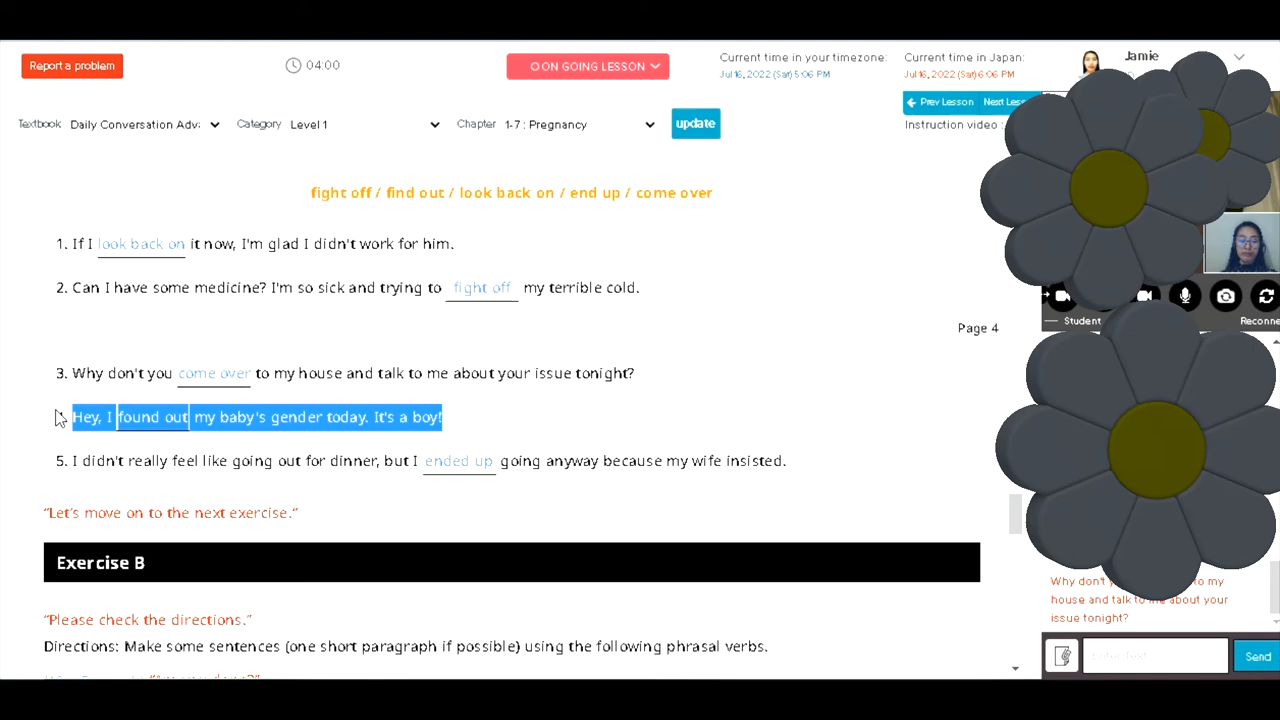 Report a problem
04:00
O ON GOING LESSON
Current time in your timezone:
Jul 16, 2022 (Sat) 5:06 PM
Current time in Japan:
Jul 16, 2022 (Sat) 6:06 PM
Jamie
Prev Lesson Next
Textbook Daily Conversation Category Level 1 Chapter 1-7 : Pregnancy update
Instruction video :
fight off / find out / look back on / end up / come over
1. If I look back on it now, I'm glad I didn't work for him.
2. Can I have some medicine? I'm so sick and trying to fight off my terrible cold.
Student
Page 4
3. Why don't you come over to my house and talk to me about your issue tonight?
Hey, I found out my baby's gender today. It's a boy!
5. I didn't really feel like going out for dinner, but I ended up going anyway because my wife insisted.
“Let's move on to the next exercise.”
Exercise B
“Please check the directions.”
Directions: Make some sentences (one short paragraph if possible) using the following phrasal verbs.
Why don't to my
house and talk to me about your
issue tonight?
Enter text Send